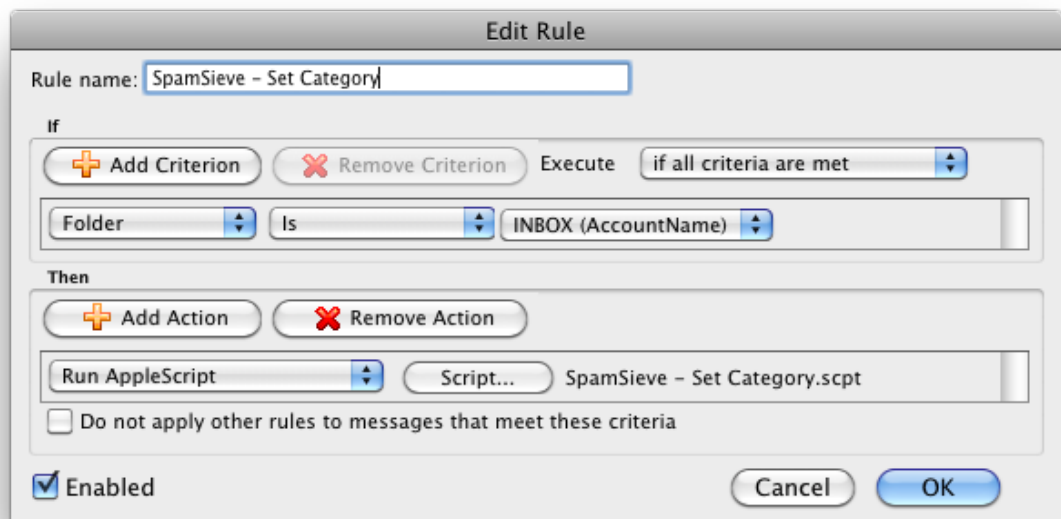 Edit Rule
Rule name: SpamSieve – Set Category
If
Add Criterion Remove Criterion Execute if all criteria are met
Folder Is INBOX (AccountName)
Then
Add Action Remove Action
Run AppleScript Script... SpamSieve – Set Category.scpt
Do not apply other rules to messages that meet these criteria
Enabled Cancel OK